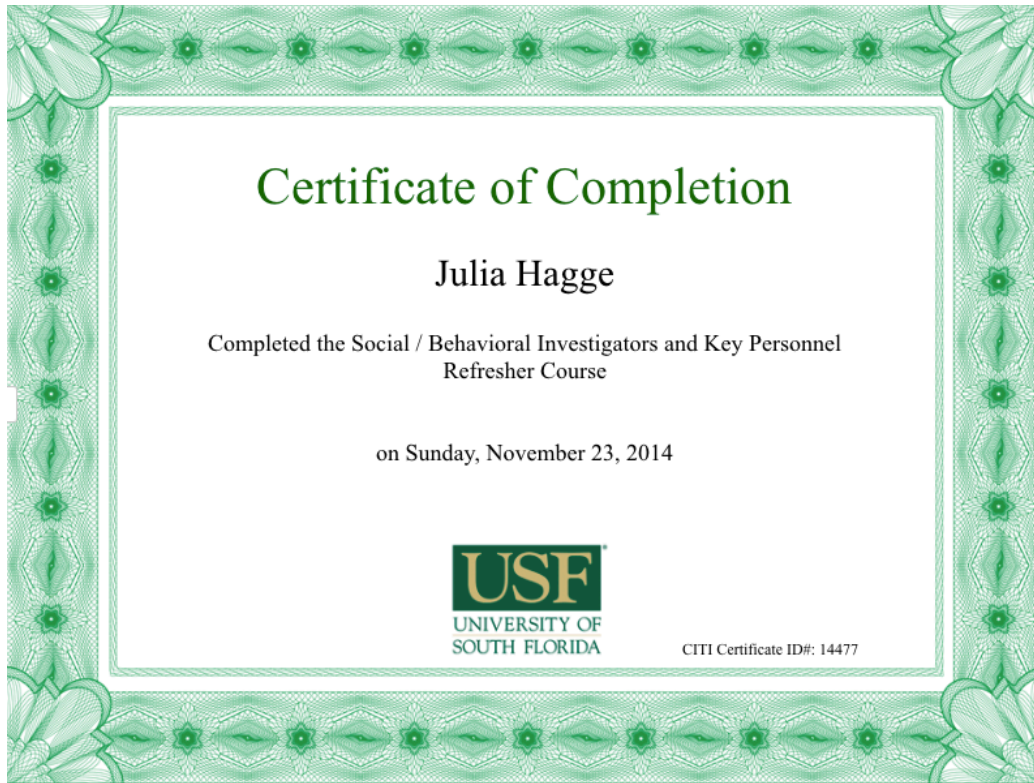 Certificate of Completion
Julia Hagge
Completed the Social / Behavioral Investigators and Key Personnel
Refresher Course
on Sunday, November 23, 2014
USF
UNIVERSITY OF
SOUTH FLORIDA
CITI Certificate ID#: 14477